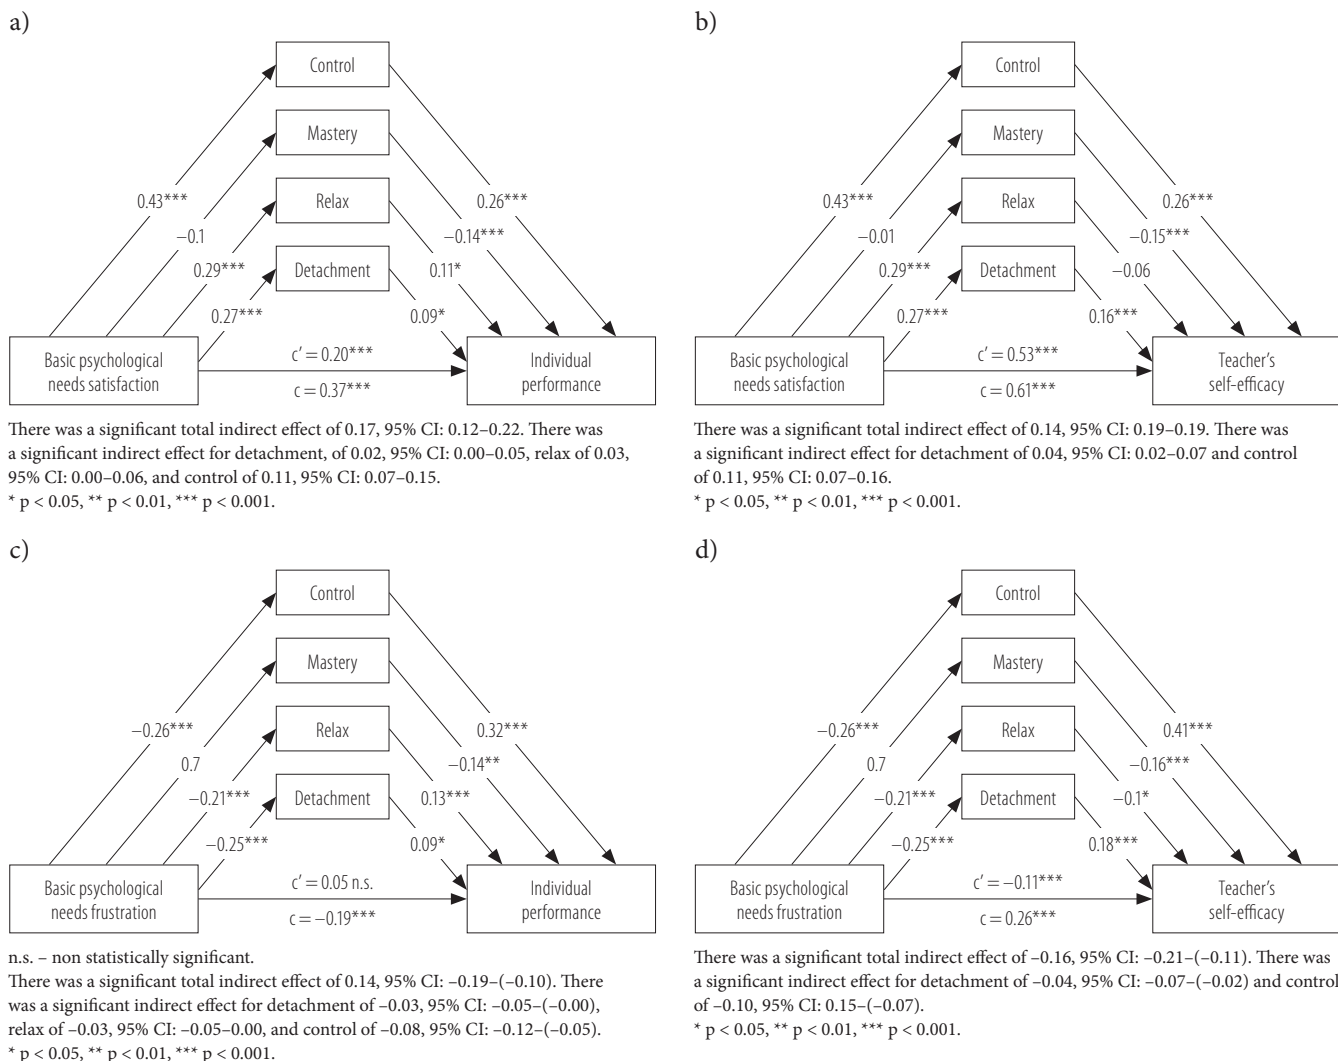 a)
Control
Mastery
Relax
Detachment
0.43***
−0.1
0.29***
0.27***
0.26***
−0.14***
0.11*
0.09*
Basic psychological
needs satisfaction
c’ = 0.20***
c = 0.37***
Individual
performance
There was a significant total indirect effect of 0.17, 95% CI: 0.12–0.22. There was
a significant indirect effect for detachment, of 0.02, 95% CI: 0.00–0.05, relax of 0.03,
95% CI: 0.00–0.06, and control of 0.11, 95% CI: 0.07–0.15.
* p < 0.05, ** p < 0.01, *** p < 0.001.
b)
Control
Mastery
Relax
Detachment
0.43***
−0.01
0.29***
0.27***
0.26***
−0.15***
−0.06
0.16***
Basic psychological
needs satisfaction
c’ = 0.53***
c = 0.61***
Teacher’s
self-efficacy
There was a significant total indirect effect of 0.14, 95% CI: 0.19–0.19. There was
a significant indirect effect for detachment of 0.04, 95% CI: 0.02–0.07 and control
of 0.11, 95% CI: 0.07–0.16.
* p < 0.05, ** p < 0.01, *** p < 0.001.
c)
Control
Mastery
Relax
Detachment
−0.26***
0.7
−0.21***
−0.25***
0.32***
−0.14**
0.13***
0.09*
Basic psychological
needs frustration
c’ = 0.05 n.s.
c = −0.19***
Individual
performance
n.s. – non statistically significant.
There was a significant total indirect effect of 0.14, 95% CI: –0.19–(–0.10). There
was a significant indirect effect for detachment of –0.03, 95% CI: –0.05–(–0.00),
relax of –0.03, 95% CI: –0.05–0.00, and control of –0.08, 95% CI: –0.12–(–0.05).
* p < 0.05, ** p < 0.01, *** p < 0.001.
d)
Control
Mastery
Relax
Detachment
−0.26***
0.7
−0.21***
−0.25***
0.41***
−0.16***
−0.1*
0.18***
Basic psychological
needs frustration
c’ = −0.11***
c = 0.26***
Teacher’s
self-efficacy
There was a significant total indirect effect of –0.16, 95% CI: –0.21–(–0.11). There was
a significant indirect effect for detachment of –0.04, 95% CI: –0.07–(–0.02) and control
of –0.10, 95% CI: 0.15–(–0.07).
* p < 0.05, ** p < 0.01, *** p < 0.001.